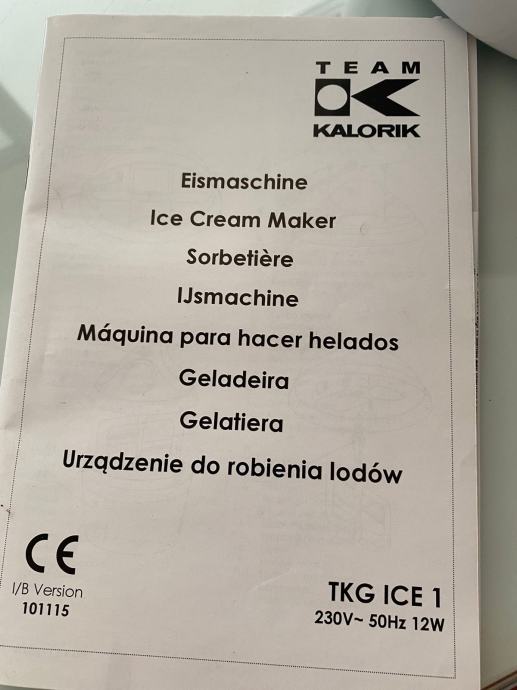 TEAM
KALORIK
Eismaschine
Ice Cream Maker
Sorbetière
IJsmachine
Máquina para hacer helados
Geladeira
Gelatiera
Urządzenie do robienia lodów
CE
I/B Version
101115
TKG ICE 1
230V~ 50Hz 12W